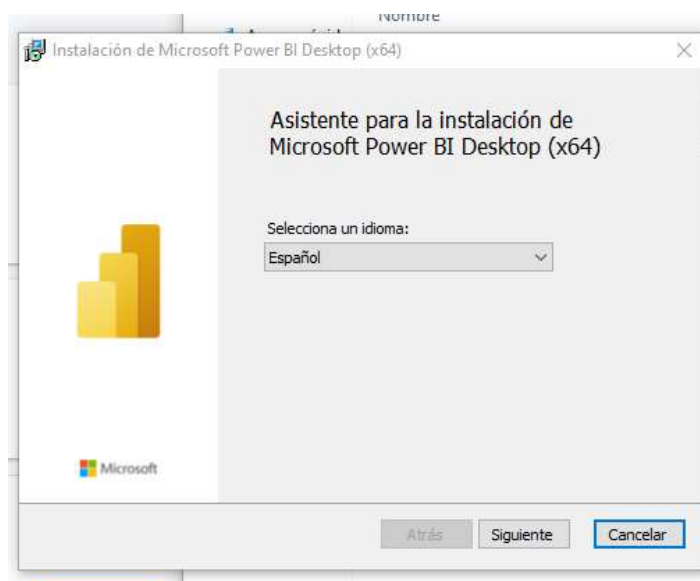 Nombre
Instalación de Microsoft Power BI Desktop (x64)
Asistente para la instalación de
Microsoft Power BI Desktop (x64)
Selecciona un idioma:
Español
Microsoft
Atrás
Siguiente
Cancelar